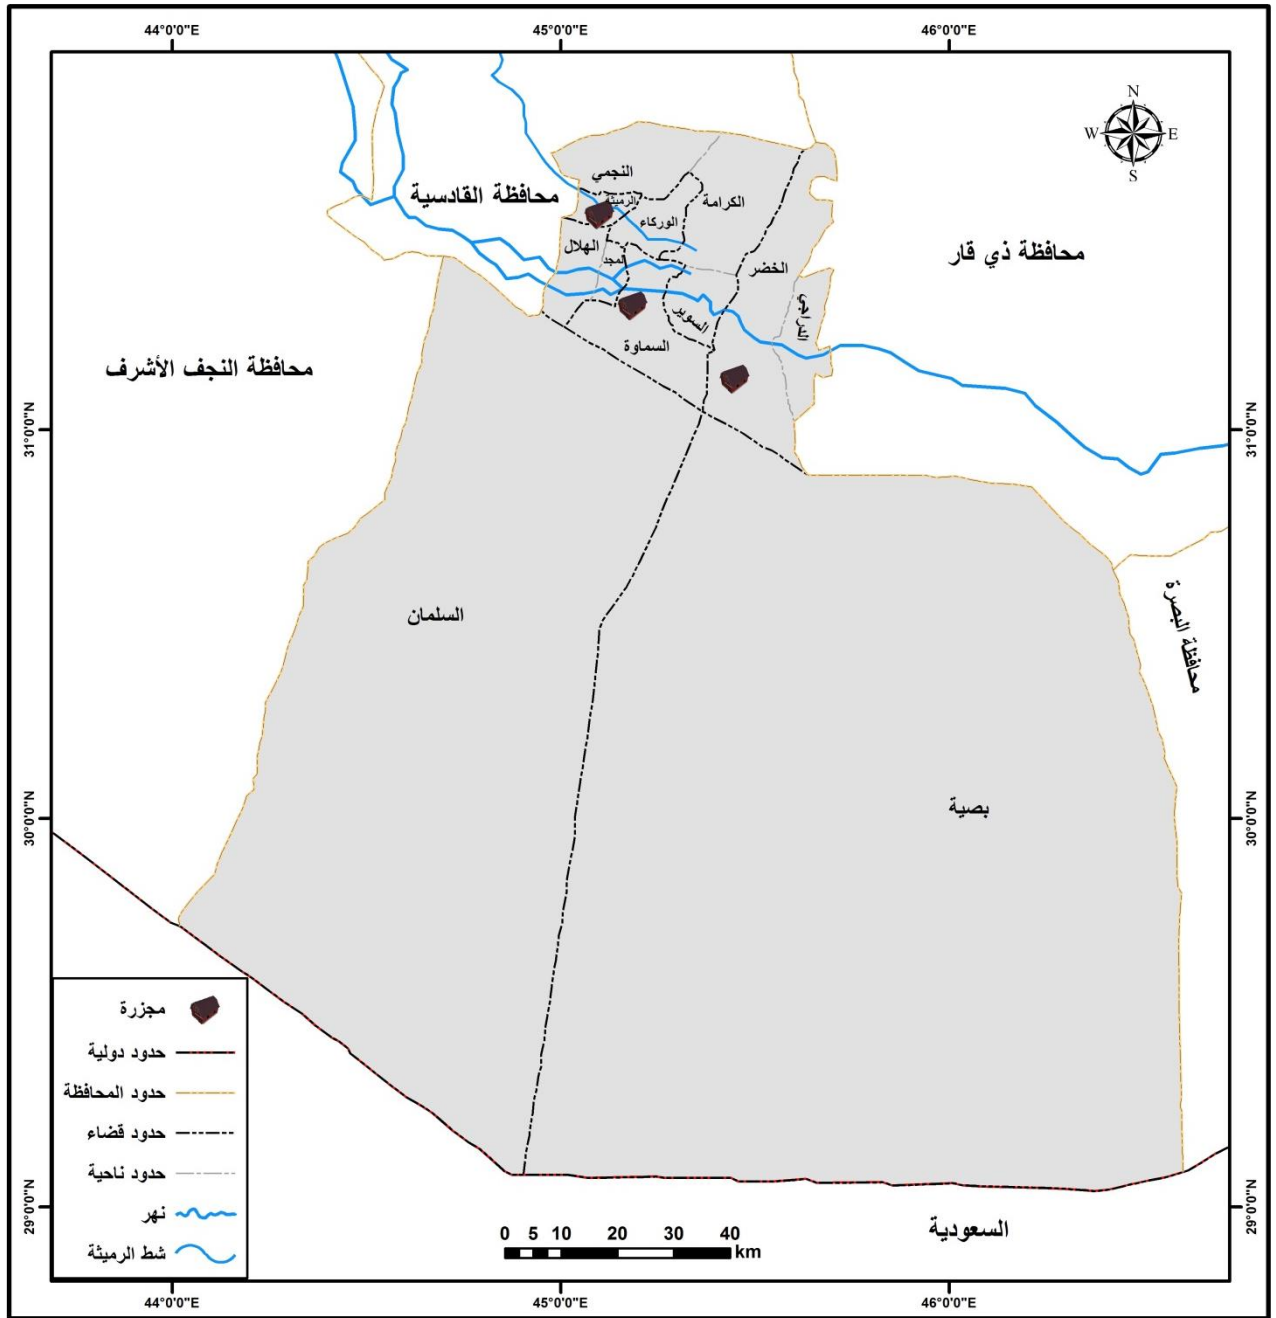 44°0'0"E 45°0'0"E 46°0'0"E
N
W E
S
النجمي
محافظة القادسية
الرميثة
الكرامة
الوركاء
الهلال
المجد
الخضر
محافظة ذي قار
الدراجي
السوير
السماوة
محافظة النجف الأشرف
31°0'0"N 31°0'0"N
السلمان
محافظة البصرة
بصية
30°0'0"N 30°0'0"N
مجزرة
حدود دولية
حدود المحافظة
حدود قضاء
حدود ناحية
نهر
شط الرميثة
29°0'0"N 29°0'0"N
السعودية
0 5 10 20 30 40
km
44°0'0"E 45°0'0"E 46°0'0"E